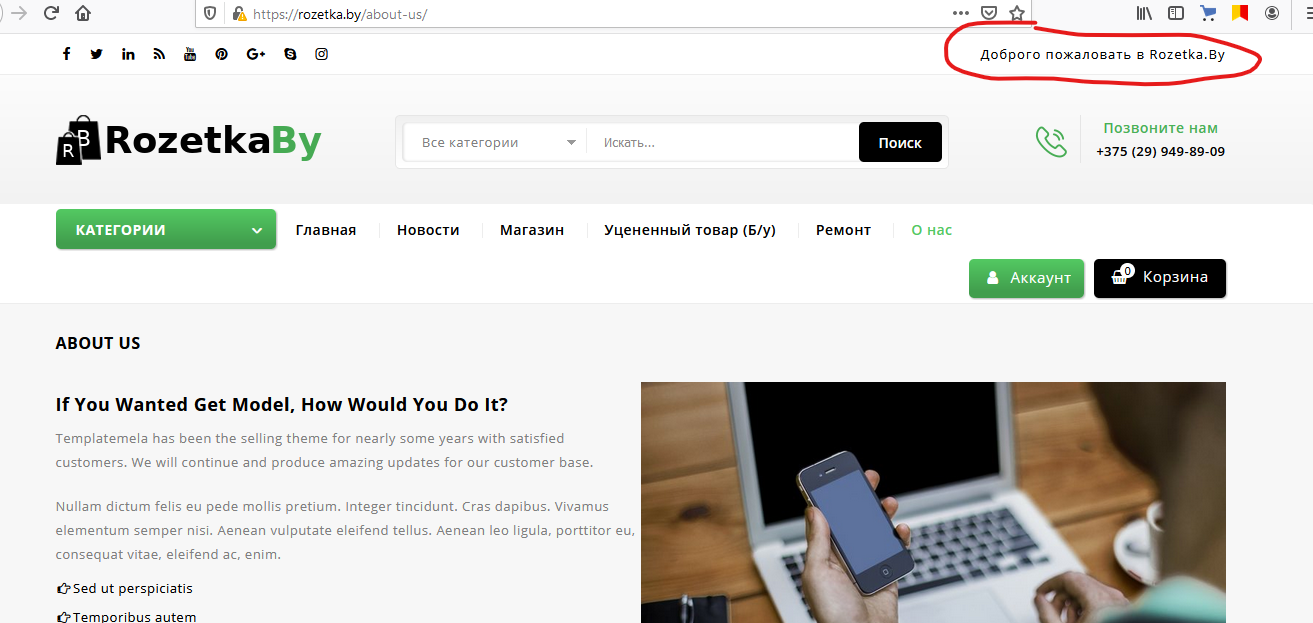 https://rozetka.by/about-us/
Доброго пожаловать в Rozetka.By
RB RozetkaBy
Все категории
Искать...
Поиск
Позвоните нам
+375 (29) 949-89-09
КАТЕГОРИИ
Главная
Новости
Магазин
Уцененный товар (Б/у)
Ремонт
О нас
Аккаунт
0
Корзина
ABOUT US
If You Wanted Get Model, How Would You Do It?
Templatemela has been the selling theme for nearly some years with satisfied
customers. We will continue and produce amazing updates for our customer base.
Nullam dictum felis eu pede mollis pretium. Integer tincidunt. Cras dapibus. Vivamus
elementum semper nisi. Aenean vulputate eleifend tellus. Aenean leo ligula, porttitor eu,
consequat vitae, eleifend ac, enim.
Sed ut perspiciatis
Temporibus autem